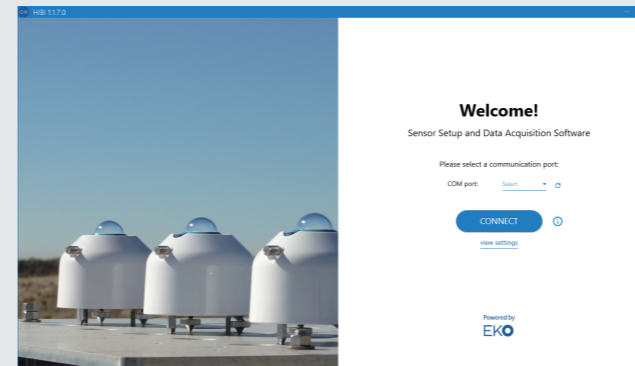 HIBI 1.1.7.0
Welcome!
Sensor Setup and Data Acquisition Software
Please select a communication port:
COM port: Select
CONNECT
view settings
Powered by
EKO